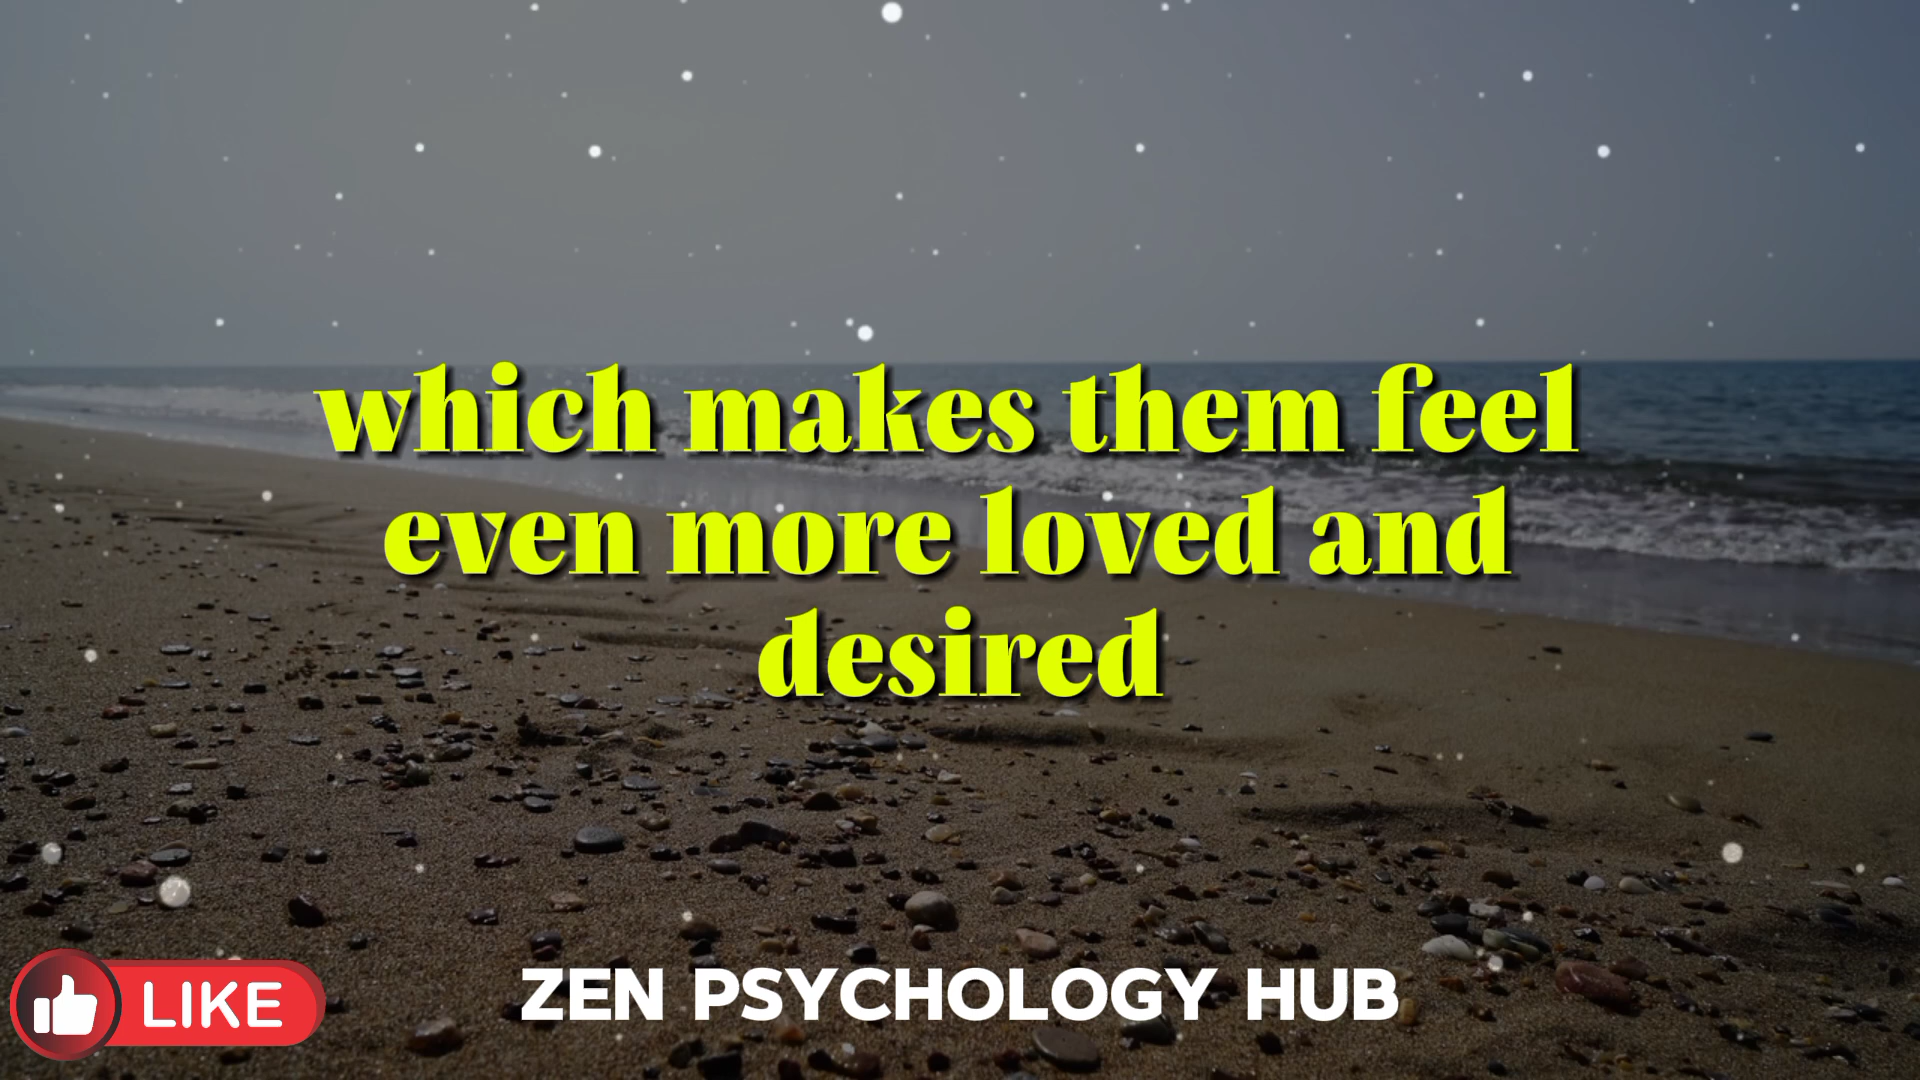 which makes them feel
even more loved and
desired
LIKE
ZEN PSYCHOLOGY HUB